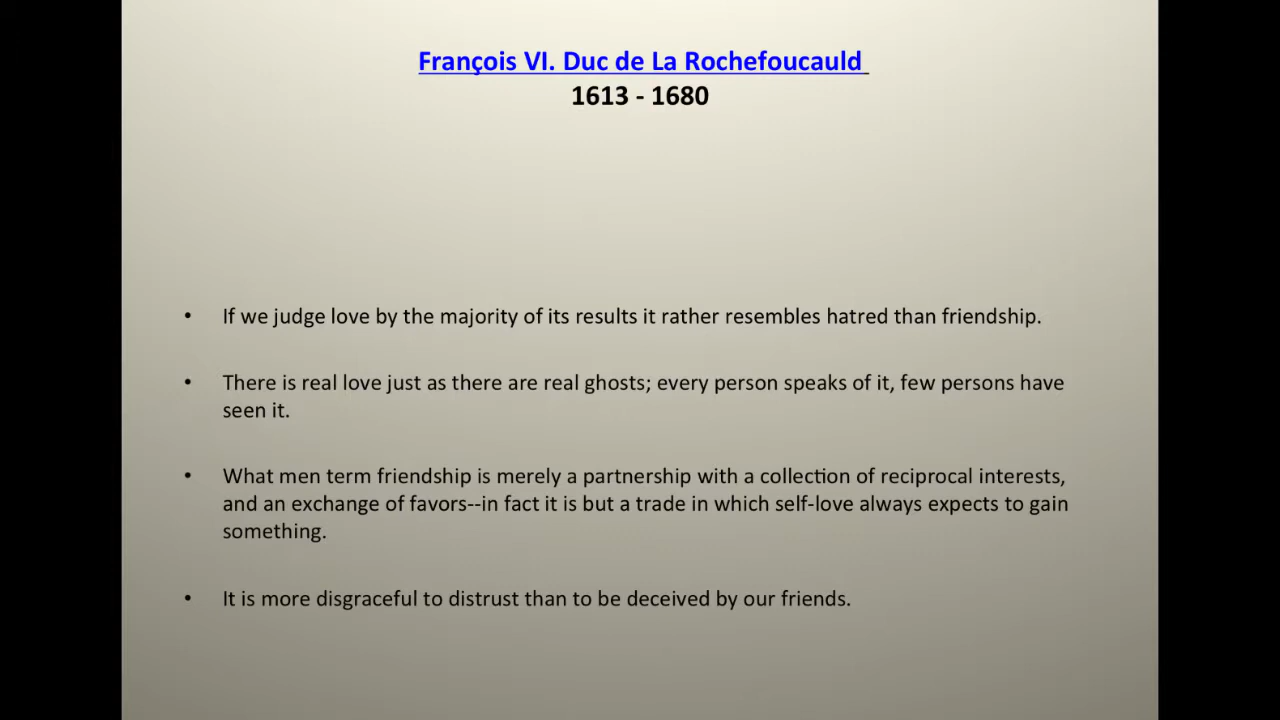 François VI. Duc de La Rochefoucauld
1613 - 1680
• If we judge love by the majority of its results it rather resembles hatred than friendship.
• There is real love just as there are real ghosts; every person speaks of it, few persons have
seen it.
• What men term friendship is merely a partnership with a collection of reciprocal interests,
and an exchange of favors--in fact it is but a trade in which self-love always expects to gain
something.
• It is more disgraceful to distrust than to be deceived by our friends.